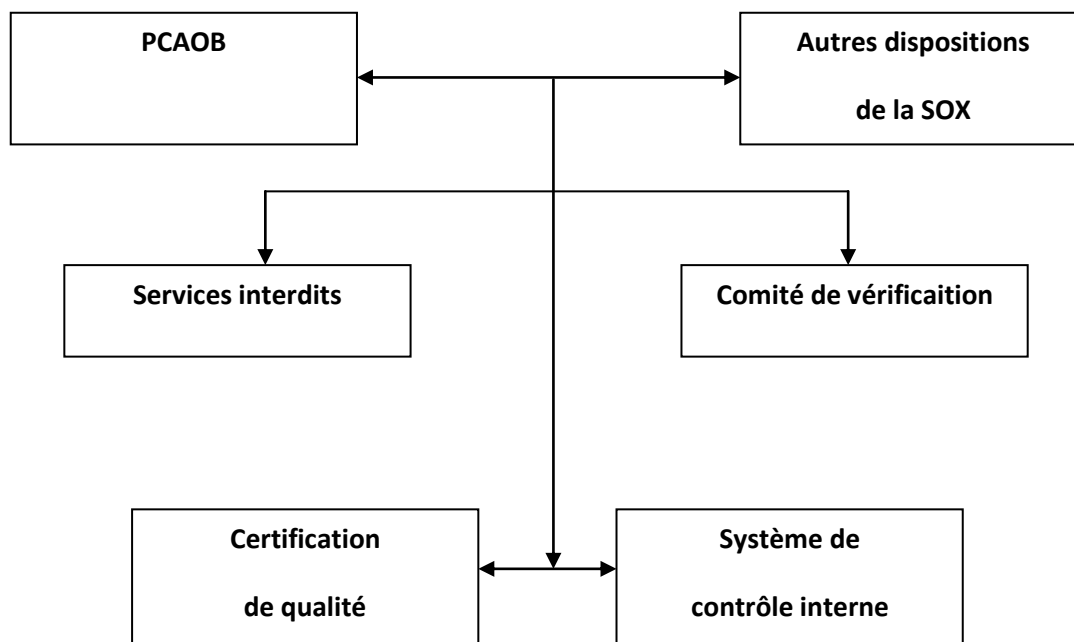 PCAOB
Autres dispositions
de la SOX
Services interdits
Comité de vérificaition
Certification
de qualité
Système de
contrôle interne